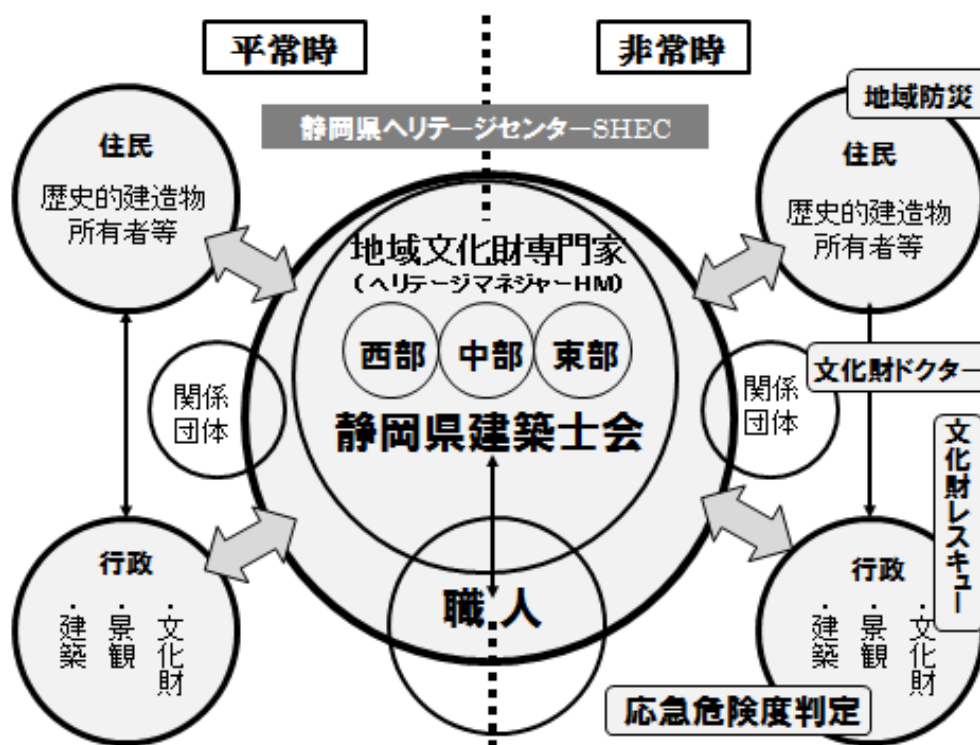 平常時
非常時
静岡県ヘリテージセンターSHEC
住民
歴史的建造物
所有者等
地域防災
住民
歴史的建造物
所有者等
地域文化財専門家
(ヘリテージマネジャーHM)
西部
中部
東部
静岡県建築士会
関係
団体
関係
団体
文化財ドクター
文化財レスキュー
職人
行政
・建築
・景観
・文化財
行政
・建築
・景観
・文化財
応急危険度判定